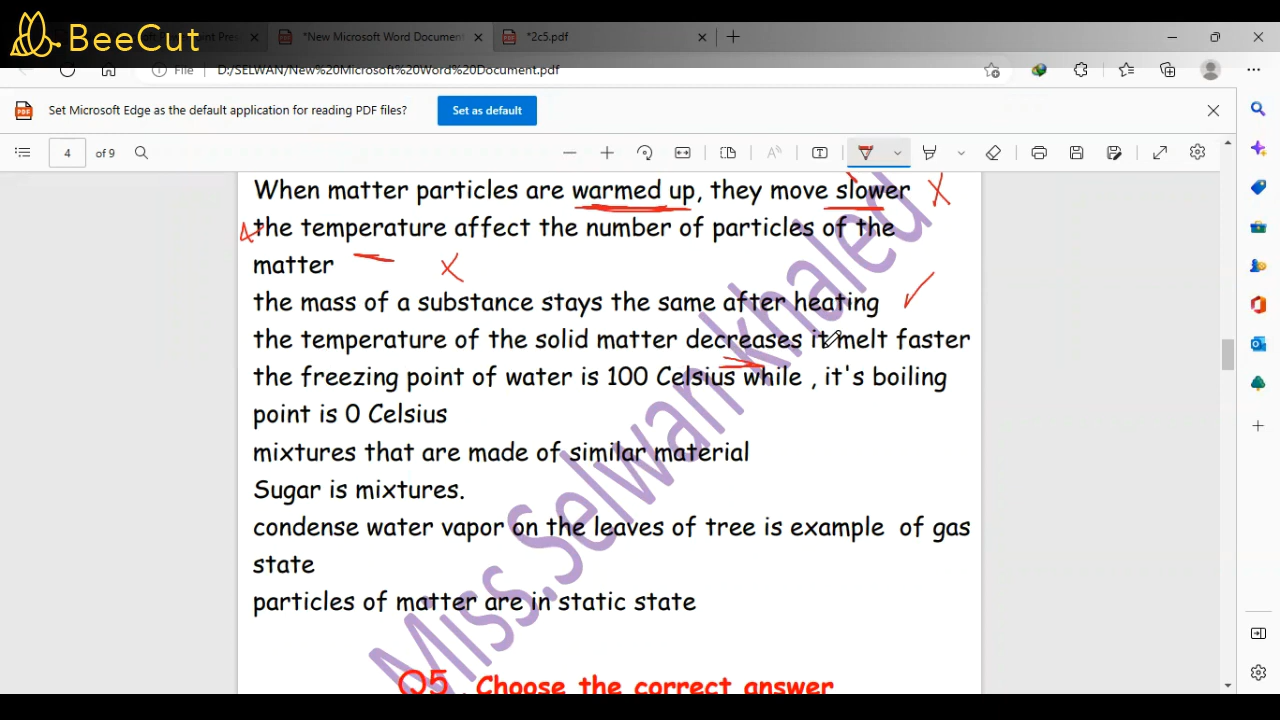 BeeCut
*New Microsoft Word Document
*2c5.pdf
File
D:/SELWAN/New%20Microsoft%20Word%20Document.pdf
Set Microsoft Edge as the default application for reading PDF files?
Set as default
4
of 9
When matter particles are warmed up, they move slower
the temperature affect the number of particles of the
matter
the mass of a substance stays the same after heating
the temperature of the solid matter decreases it melt faster
the freezing point of water is 100 Celsius while , it's boiling
point is 0 Celsius
mixtures that are made of similar material
Sugar is mixtures.
condense water vapor on the leaves of tree is example of gas
state
particles of matter are in static state
Q5 Choose the correct answer
Miss.Selwan khaled